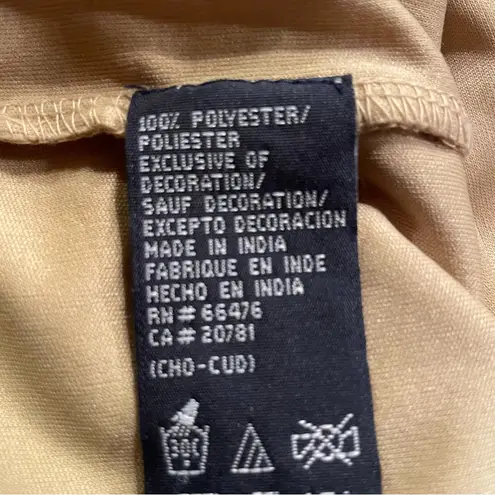 100% POLYESTER/
POLIESTER
EXCLUSIVE OF
DECORATION/
SAUF DECORATION/
EXCEPTO DECORACION
MADE IN INDIA
FABRIQUE EN INDE
HECHO EN INDIA
RN# 66476
CA# 20781
(CHO-CUD)
30C